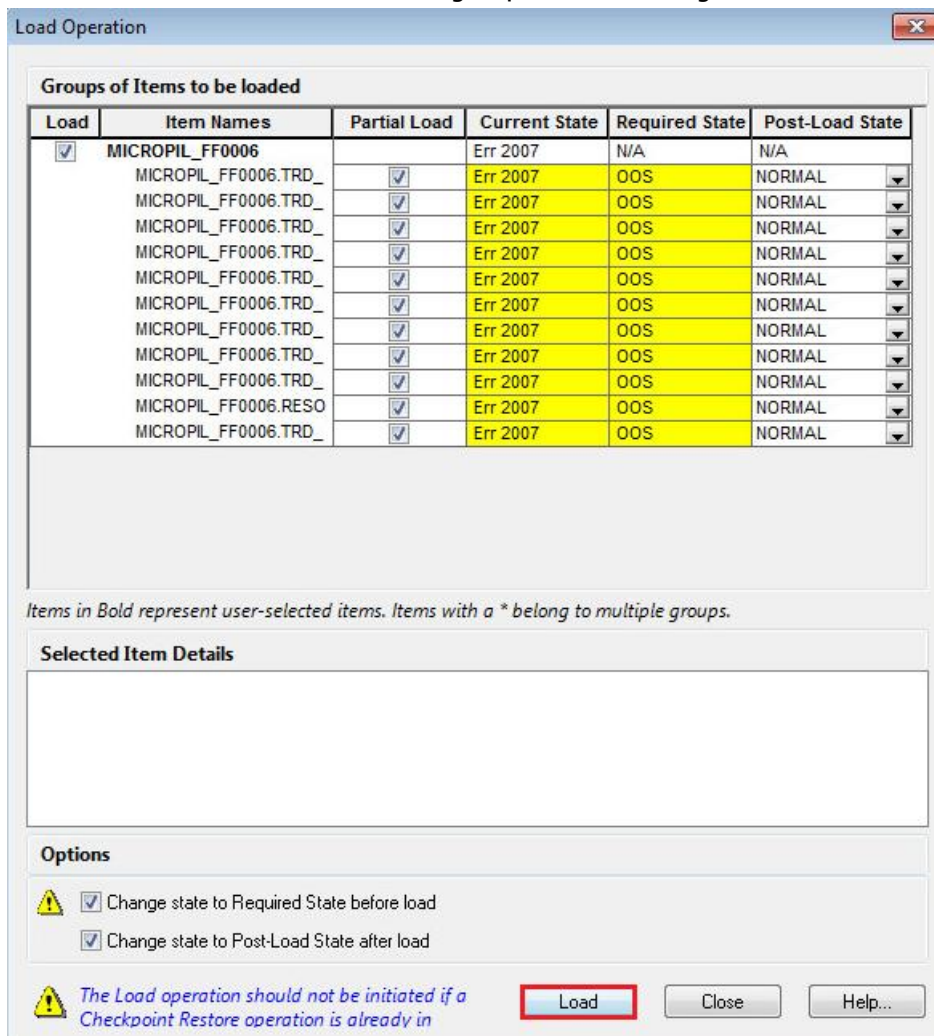 Load Operation
Groups of Items to be loaded
Load Item Names Partial Load Current State Required State Post-Load State
MICROPIL_FF0006 Err 2007 N/A N/A
MICROPIL_FF0006.TRD_ Err 2007 OOS NORMAL
MICROPIL_FF0006.TRD_ Err 2007 OOS NORMAL
MICROPIL_FF0006.TRD_ Err 2007 OOS NORMAL
MICROPIL_FF0006.TRD_ Err 2007 OOS NORMAL
MICROPIL_FF0006.TRD_ Err 2007 OOS NORMAL
MICROPIL_FF0006.TRD_ Err 2007 OOS NORMAL
MICROPIL_FF0006.TRD_ Err 2007 OOS NORMAL
MICROPIL_FF0006.TRD_ Err 2007 OOS NORMAL
MICROPIL_FF0006.TRD_ Err 2007 OOS NORMAL
MICROPIL_FF0006.RESO Err 2007 OOS NORMAL
MICROPIL_FF0006.TRD_ Err 2007 OOS NORMAL
Items in Bold represent user-selected items. Items with a * belong to multiple groups.
Selected Item Details
Options
Change state to Required State before load
Change state to Post-Load State after load
The Load operation should not be initiated if a
Checkpoint Restore operation is already in
Load Close Help...